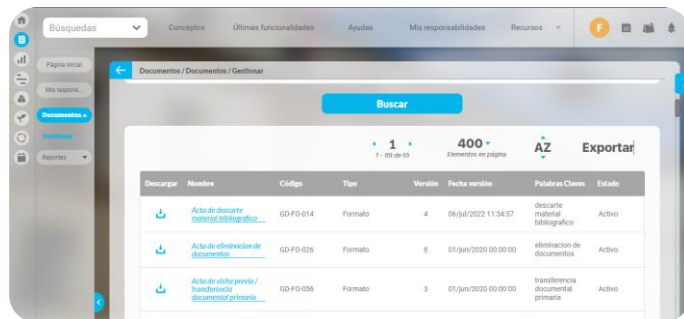 Búsquedas
Conceptos Últimas funcionalidades Ayudas Mis responsabilidades Recursos F
Página inicial
Documentos / Documentos / Gestionar
Mis respons...
Buscar
Documentos
Gestionar
Reportes
1 400 AZ Exportar
1 - 69 de 69 Elementos en página
Descargar Nombre Código Tipo Versión Fecha versión Palabras Claves Estado
Acta de descarte material bibliografico GD-FO-014 Formato 4 06/jul/2022 11:34:57 descarte material bibliografico Activo
Acta de eliminacion de documentos GD-FO-026 Formato 8 01/jun/2020 00:00:00 eliminacion de documentos Activo
Acta de visita previa / transferencia documental primaria GD-FO-056 Formato 3 01/jun/2020 00:00:00 transferencia documental primaria Activo